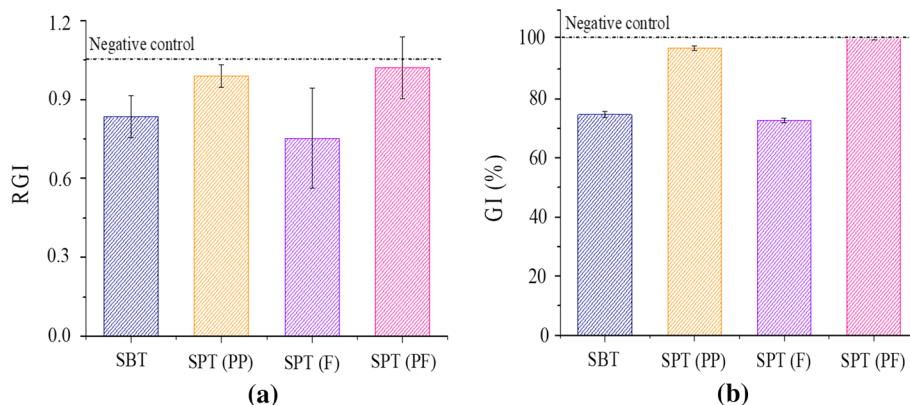 1.2
Negative control
0.9
0.6
0.3
0.0
RGI
SBT
SPT (PP)
SPT (F)
SPT (PF)
(a)
Negative control
100
80
60
40
20
0
GI (%)
SBT
SPT (PP)
SPT (F)
SPT (PF)
(b)